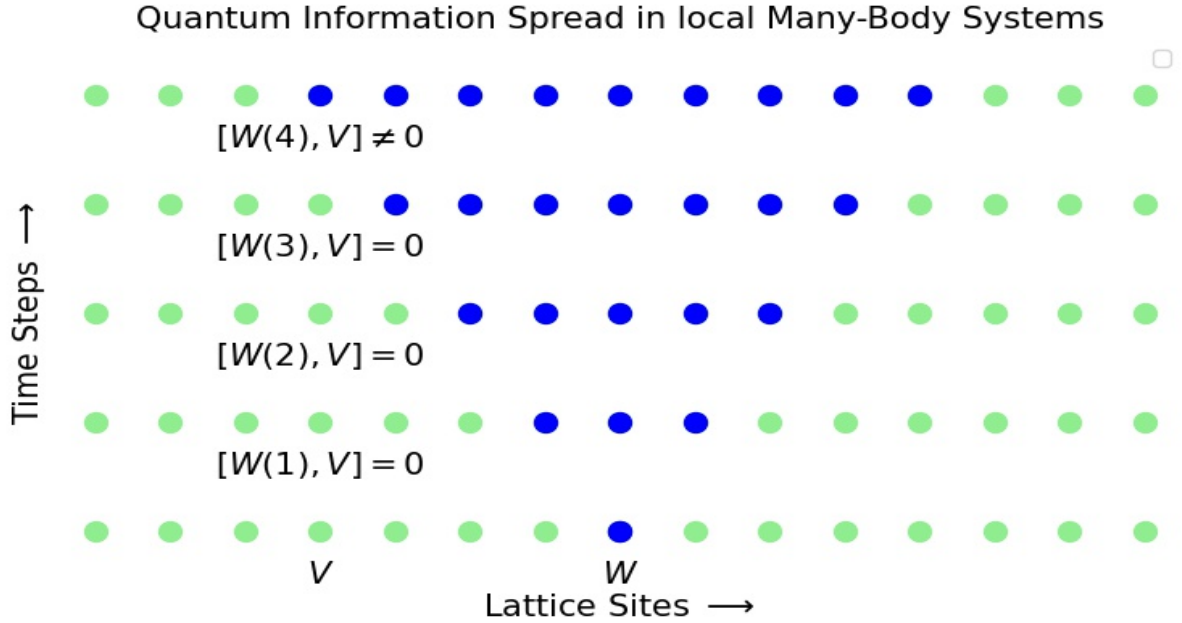 Quantum Information Spread in local Many-Body Systems
[W(4), V] ≠ 0
[W(3), V] = 0
[W(2), V] = 0
[W(1), V] = 0
V
W
Lattice Sites ⟶
Time Steps ⟶